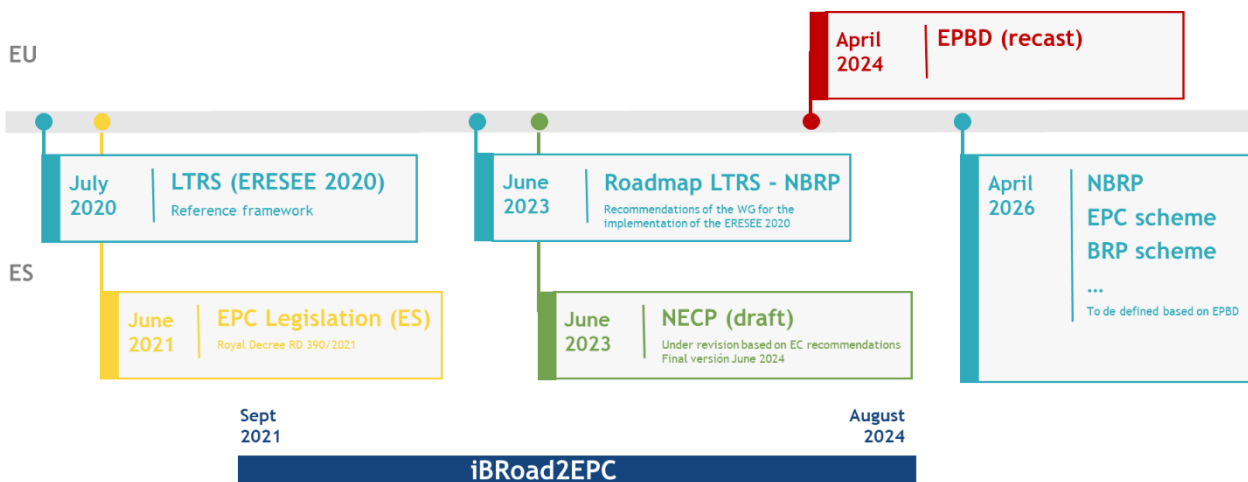 EU
April
2024
EPBD (recast)
July
2020
LTRS (ERESEE 2020)
Reference framework
June
2023
Roadmap LTRS - NBRP
Recommendations of the WG for the
implementation of the ERESEE 2020
April
2026
NBRP
EPC scheme
BRP scheme
...
To de defined based on EPBD
ES
June
2021
EPC Legislation (ES)
Royal Decree RD 390/2021
June
2023
NECP (draft)
Under revision based on EC recommendations
Final versión June 2024
Sept
2021
August
2024
iBRoad2EPC